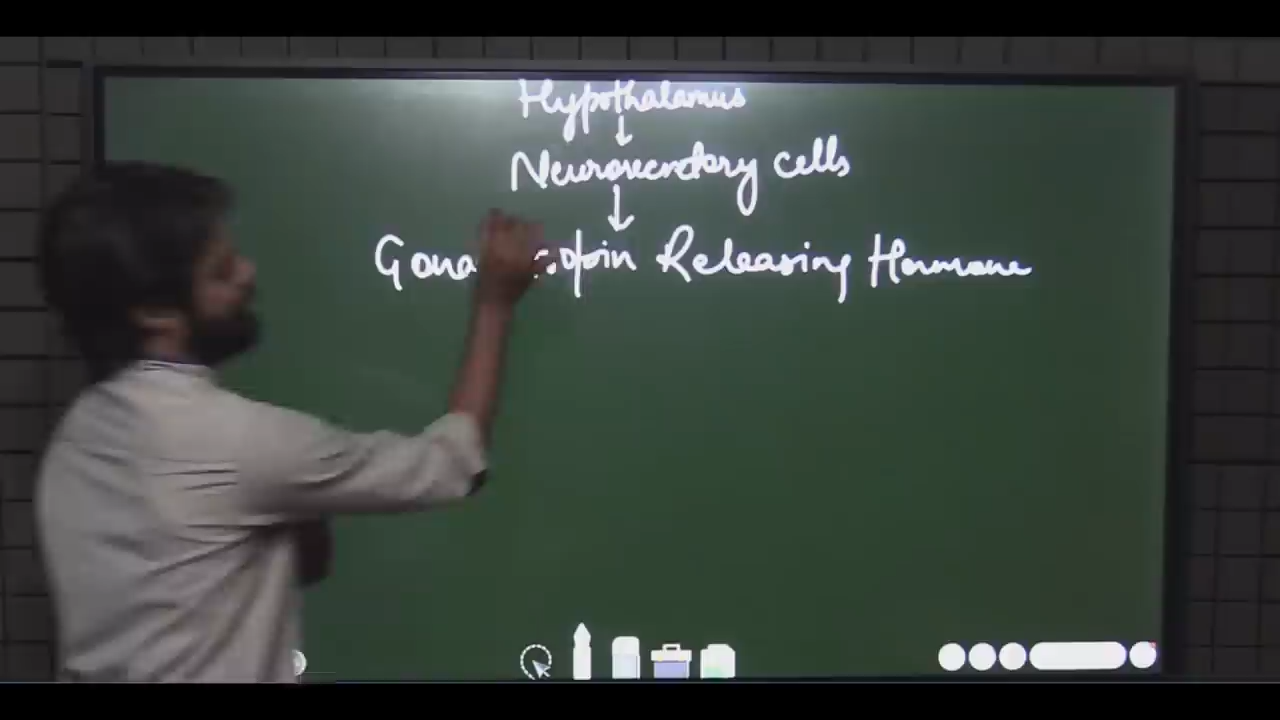 Hypothalamus
↓
Neurosecretory cells
↓
Releasing Hormone